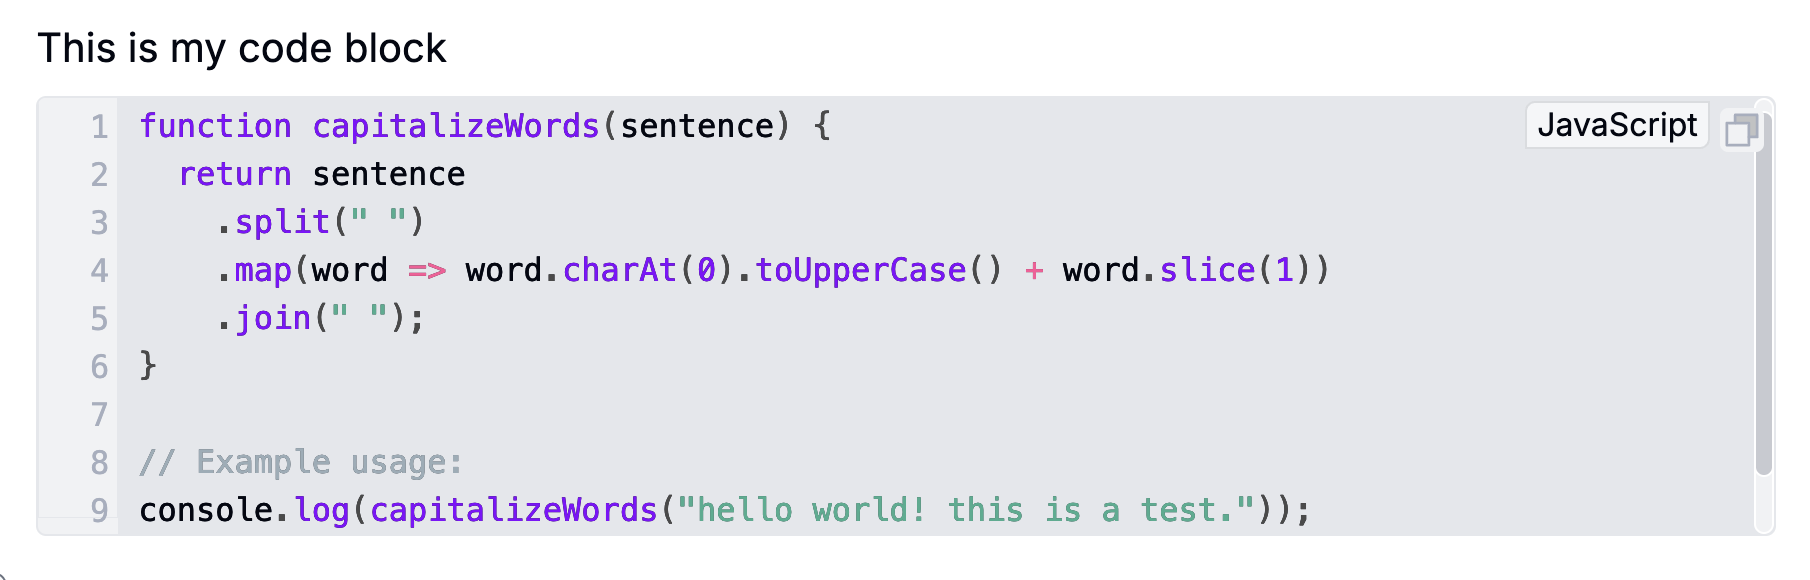 This is my code block
JavaScript
1 function capitalizeWords(sentence) {
2   return sentence
3     .split(" ")
4     .map(word => word.charAt(0).toUpperCase() + word.slice(1))
5     .join(" ");
6 }
7
8 // Example usage:
9 console.log(capitalizeWords("hello world! this is a test."));